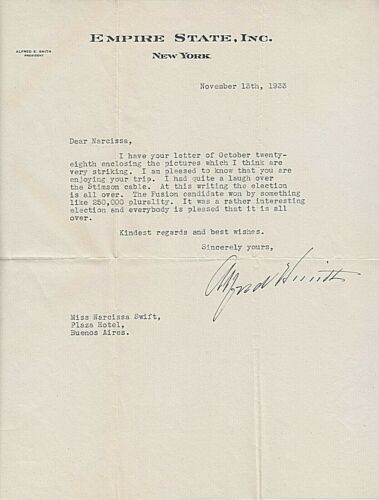 EMPIRE STATE, INC.
NEW YORK
ALFRED E. SMITH
PRESIDENT
November 13th, 1933
Dear Narcissa,
I have your letter of October twenty-
eighth enclosing the pictures which I think are
very striking. I am pleased to know that you are
enjoying your trip. I had quite a laugh over
the Stimson cable. At this writing the election
is all over. The Fusion candidate won by something
like 250,000 plurality. It was a rather interesting
election and everybody is pleased that it is all
over.
Kindest regards and best wishes.
Sincerely yours,
Alfred E Smith
Miss Narcissa Swift,
Plaza Hotel,
Buenos Aires.